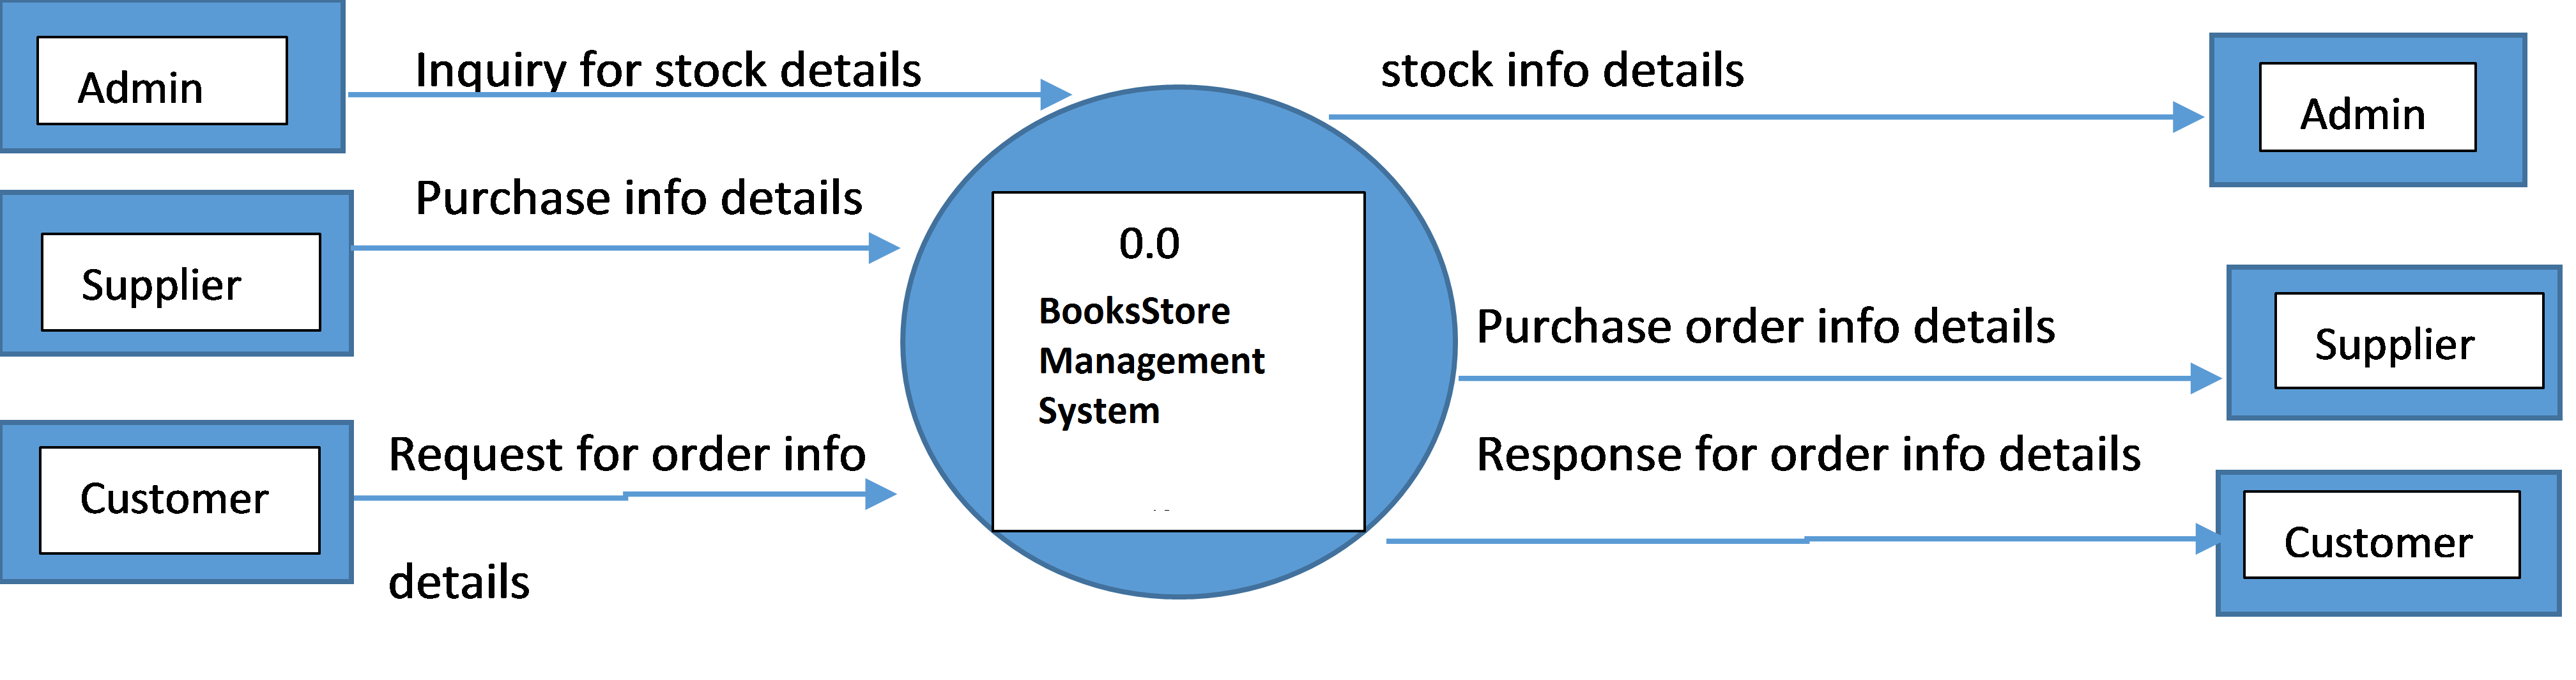 Admin
Inquiry for stock details
stock info details
Admin
Supplier
Purchase info details
0.0
BooksStore
Management
System
Purchase order info details
Supplier
Customer
Request for order info
details
Response for order info details
Customer